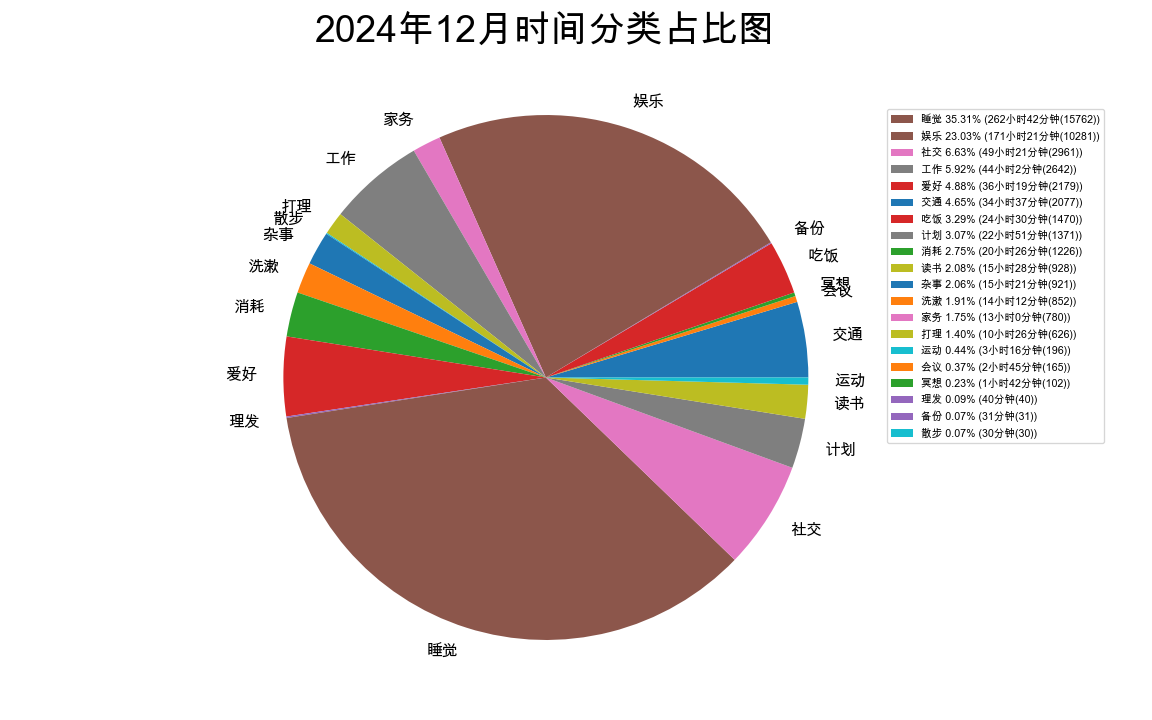 2024年12月时间分类占比图
娱乐
家务
工作
打理
散步
杂事
洗漱
消耗
爱好
理发
睡觉
备份
吃饭
冥想
会议
交通
运动
读书
计划
社交
睡觉 35.31% (262小时42分钟(15762))
娱乐 23.03% (171小时21分钟(10281))
社交 6.63% (49小时21分钟(2961))
工作 5.92% (44小时2分钟(2642))
爱好 4.88% (36小时19分钟(2179))
交通 4.65% (34小时37分钟(2077))
吃饭 3.29% (24小时30分钟(1470))
计划 3.07% (22小时51分钟(1371))
消耗 2.75% (20小时26分钟(1226))
读书 2.08% (15小时28分钟(928))
杂事 2.06% (15小时21分钟(921))
洗漱 1.91% (14小时12分钟(852))
家务 1.75% (13小时0分钟(780))
打理 1.40% (10小时26分钟(626))
运动 0.44% (3小时16分钟(196))
会议 0.37% (2小时45分钟(165))
冥想 0.23% (1小时42分钟(102))
理发 0.09% (40分钟(40))
备份 0.07% (31分钟(31))
散步 0.07% (30分钟(30))